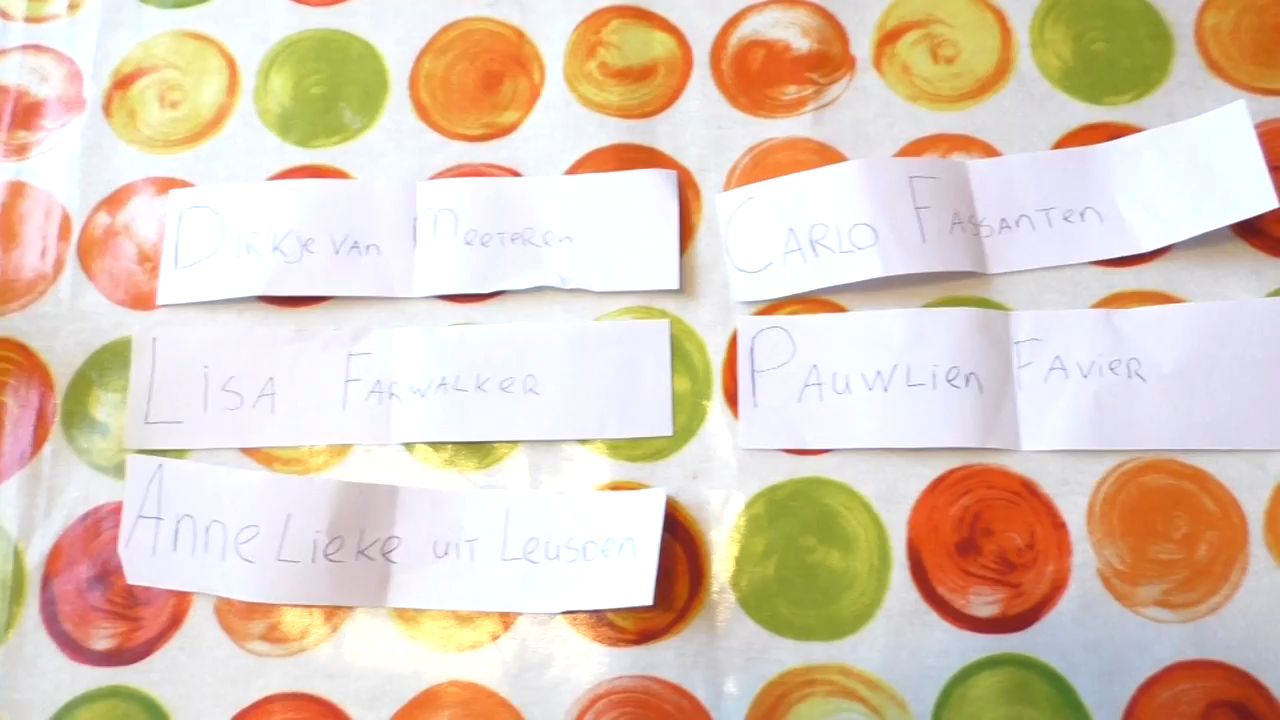 Dirkje van Meeteren
Carlo Fassanten
Lisa Farwalker
Pauwlien Favier
Annelieke uit Leusden